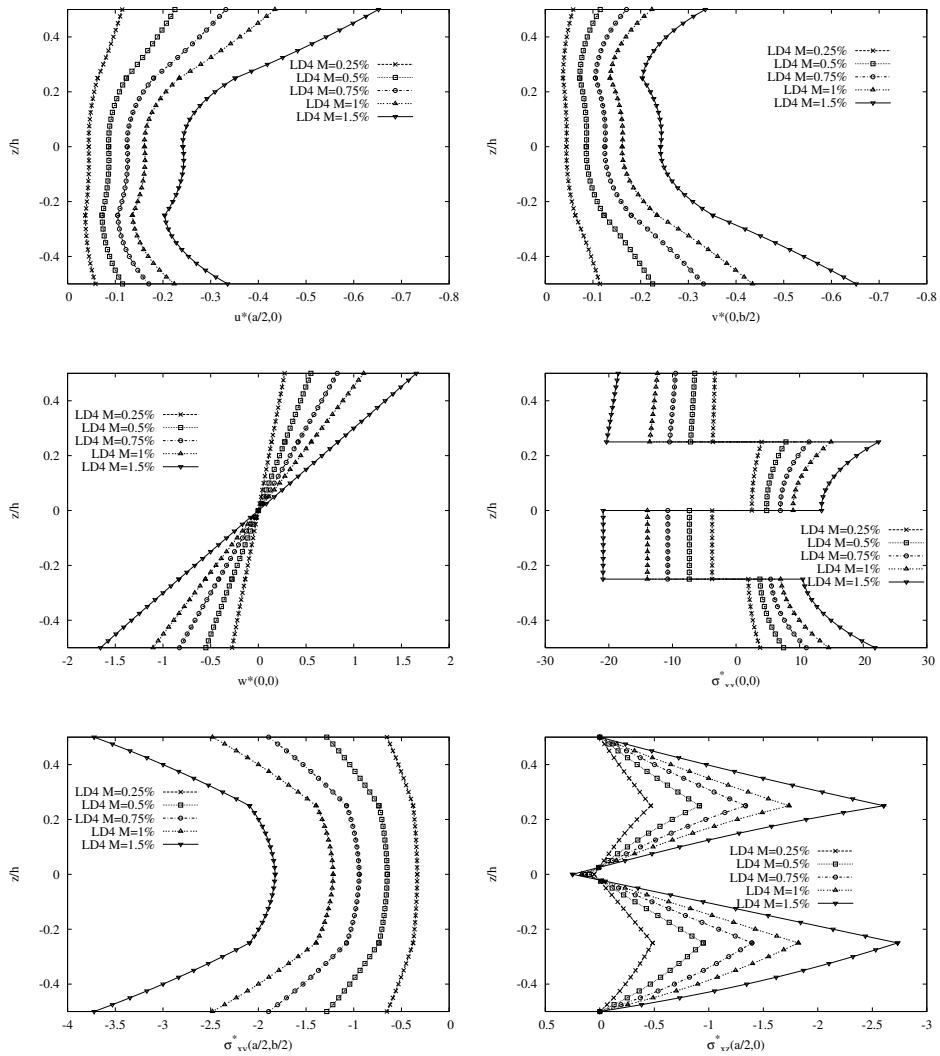 0.4
0.2
0
-0.2
-0.4
z/h
LD4 M=0.25%
LD4 M=0.5%
LD4 M=0.75%
LD4 M=1%
LD4 M=1.5%
0 -0.1 -0.2 -0.3 -0.4 -0.5 -0.6 -0.7 -0.8
u*(a/2,0)
0.4
0.2
0
-0.2
-0.4
z/h
LD4 M=0.25%
LD4 M=0.5%
LD4 M=0.75%
LD4 M=1%
LD4 M=1.5%
0 -0.1 -0.2 -0.3 -0.4 -0.5 -0.6 -0.7 -0.8
v*(0,b/2)
0.4
0.2
0
-0.2
-0.4
z/h
LD4 M=0.25%
LD4 M=0.5%
LD4 M=0.75%
LD4 M=1%
LD4 M=1.5%
-2 -1.5 -1 -0.5 0 0.5 1 1.5 2
w*(0,0)
0.4
0.2
0
-0.2
-0.4
z/h
LD4 M=0.25%
LD4 M=0.5%
LD4 M=0.75%
LD4 M=1%
LD4 M=1.5%
-30 -20 -10 0 10 20 30
σ*xx(0,0)
0.4
0.2
0
-0.2
-0.4
z/h
LD4 M=0.25%
LD4 M=0.5%
LD4 M=0.75%
LD4 M=1%
LD4 M=1.5%
-4 -3.5 -3 -2.5 -2 -1.5 -1 -0.5 0
σ*xy(a/2,b/2)
0.4
0.2
0
-0.2
-0.4
z/h
LD4 M=0.25%
LD4 M=0.5%
LD4 M=0.75%
LD4 M=1%
LD4 M=1.5%
0.5 0 -0.5 -1 -1.5 -2 -2.5 -3
σ*xz(a/2,0)